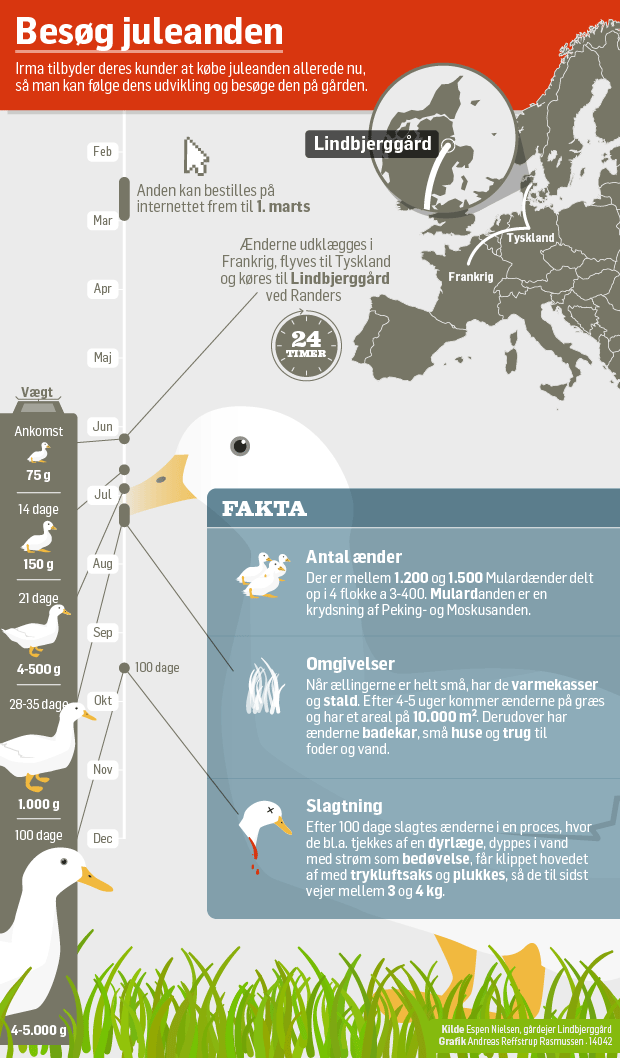 Besøg juleanden
Irma tilbyder deres kunder at købe juleanden allerede nu,
så man kan følge dens udvikling og besøge den på gården.
Lindbjerggård
Tyskland
Frankrig
Feb
Anden kan bestilles på
internettet frem til 1. marts
Mar
Ænderne udklægges i
Frankrig, flyves til Tyskland
og køres til Lindbjerggård
ved Randers
Apr
24
TIMER
Maj
Jun
Jul
Aug
Sep
100 dage
Okt
Nov
Dec
Vægt
Ankomst
75 g
14 dage
150 g
21 dage
4-500 g
28-35 dage
1.000 g
100 dage
4-5.000 g
FAKTA
Antal ænder
Der er mellem 1.200 og 1.500 Mulardænder delt
op i 4 flokke a 3-400. Mulardanden er en
krydsning af Peking- og Moskusanden.
Omgivelser
Når ællingerne er helt små, har de varmekasser
og stald. Efter 4-5 uger kommer ænderne på græs
og har et areal på 10.000 m². Derudover har
ænderne badekar, små huse og trug til
foder og vand.
Slagtning
Efter 100 dage slagtes ænderne i en proces, hvor
de bl.a. tjekkes af en dyrlæge, dyppes i vand
med strøm som bedøvelse, får klippet hovedet
af med trykluftsaks og plukkes, så de til sidst
vejer mellem 3 og 4 kg.
Kilde Espen Nielsen, gårdejer Lindbjerggård
Grafik Andreas Reffstrup Rasmussen . 14042